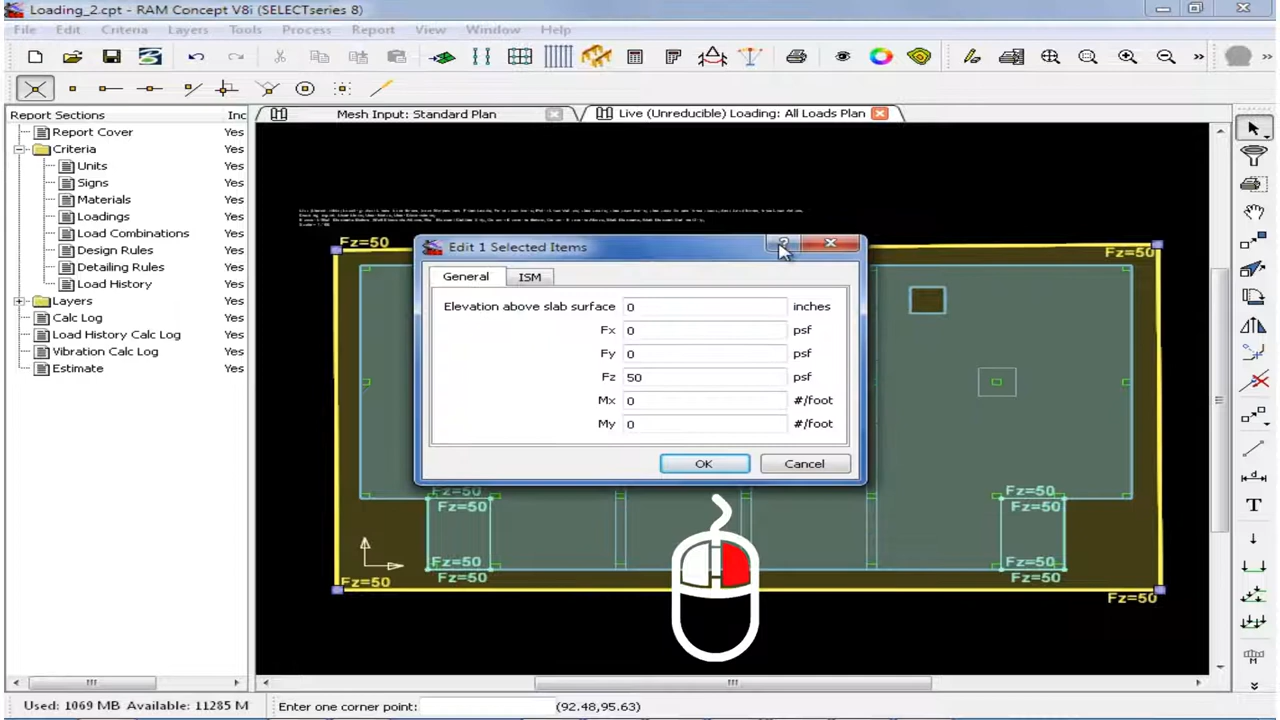 Loading_2.cpt - RAM Concept V8i (SELECTseries 8)
File Edit Criteria Layers Tools Process Report View Window Help
Report Sections Inc
Mesh Input: Standard Plan
Live (Unreducible) Loading: All Loads Plan
Report Cover Yes
Criteria Yes
Units Yes
Signs Yes
Materials Yes
Loadings Yes
Load Combinations Yes
Design Rules Yes
Detailing Rules Yes
Load History Yes
Layers Yes
Calc Log Yes
Load History Calc Log Yes
Vibration Calc Log Yes
Estimate Yes
Fz=50
Fz=50
Edit 1 Selected Items
General ISM
Elevation above slab surface 0 inches
Fx 0 psf
Fy 0 psf
Fz 50 psf
Mx 0 #/foot
My 0 #/foot
OK Cancel
Fz=50 Fz=50
Fz=50 Fz=50
Fz=50 Fz=50
Fz=50 Fz=50
Fz=50
Fz=50
T
M
Used: 1069 MB Available: 11285 M
Enter one corner point: (92.48,95.63)